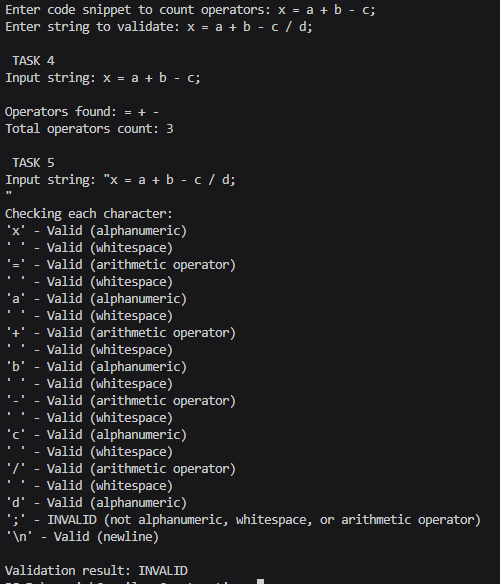 Enter code snippet to count operators: x = a + b - c;
Enter string to validate: x = a + b - c / d;
TASK 4
Input string: x = a + b - c;
Operators found: = + -
Total operators count: 3
TASK 5
Input string: "x = a + b - c / d;
"
Checking each character:
'x' - Valid (alphanumeric)
' ' - Valid (whitespace)
'=' - Valid (arithmetic operator)
' ' - Valid (whitespace)
'a' - Valid (alphanumeric)
' ' - Valid (whitespace)
'+' - Valid (arithmetic operator)
' ' - Valid (whitespace)
'b' - Valid (alphanumeric)
' ' - Valid (whitespace)
'-' - Valid (arithmetic operator)
' ' - Valid (whitespace)
'c' - Valid (alphanumeric)
' ' - Valid (whitespace)
'/' - Valid (arithmetic operator)
' ' - Valid (whitespace)
'd' - Valid (alphanumeric)
';' - INVALID (not alphanumeric, whitespace, or arithmetic operator)
'\n' - Valid (newline)
Validation result: INVALID